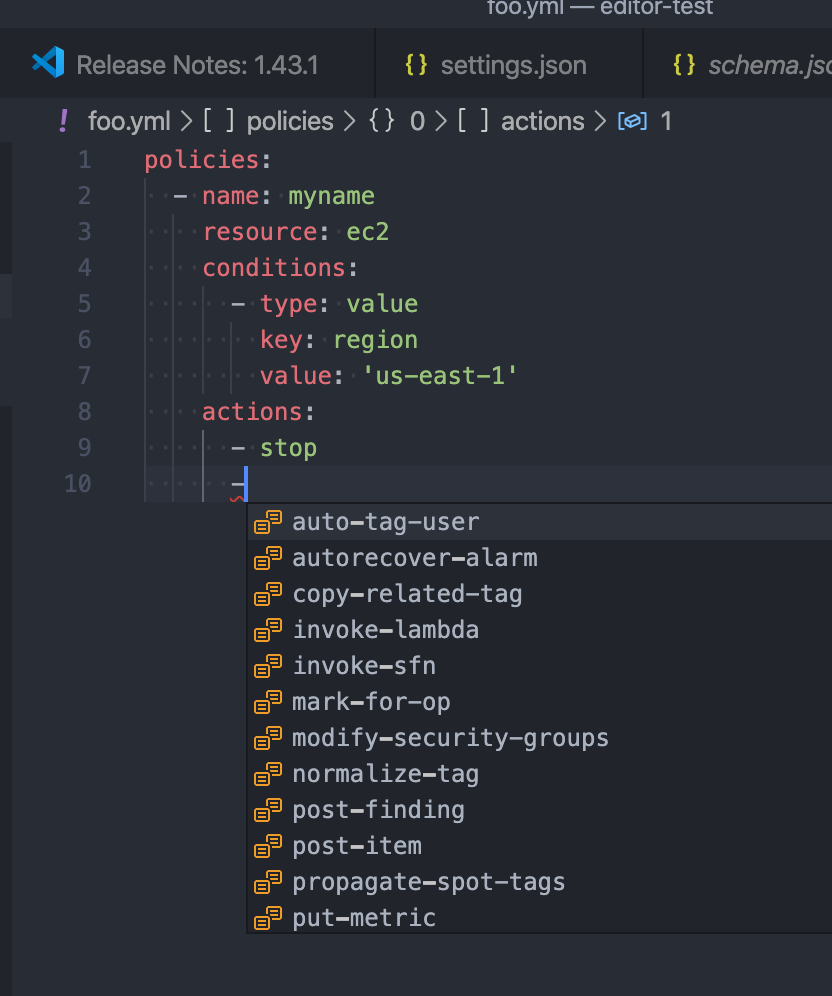 foo.yml — editor-test
Release Notes: 1.43.1 {} settings.json {} schema.js
! foo.yml > [ ] policies > {} 0 > [ ] actions > 1
1 policies:
2 - name: myname
3 resource: ec2
4 conditions:
5 - type: value
6 key: region
7 value: 'us-east-1'
8 actions:
9 - stop
10 -
auto-tag-user
autorecover-alarm
copy-related-tag
invoke-lambda
invoke-sfn
mark-for-op
modify-security-groups
normalize-tag
post-finding
post-item
propagate-spot-tags
put-metric